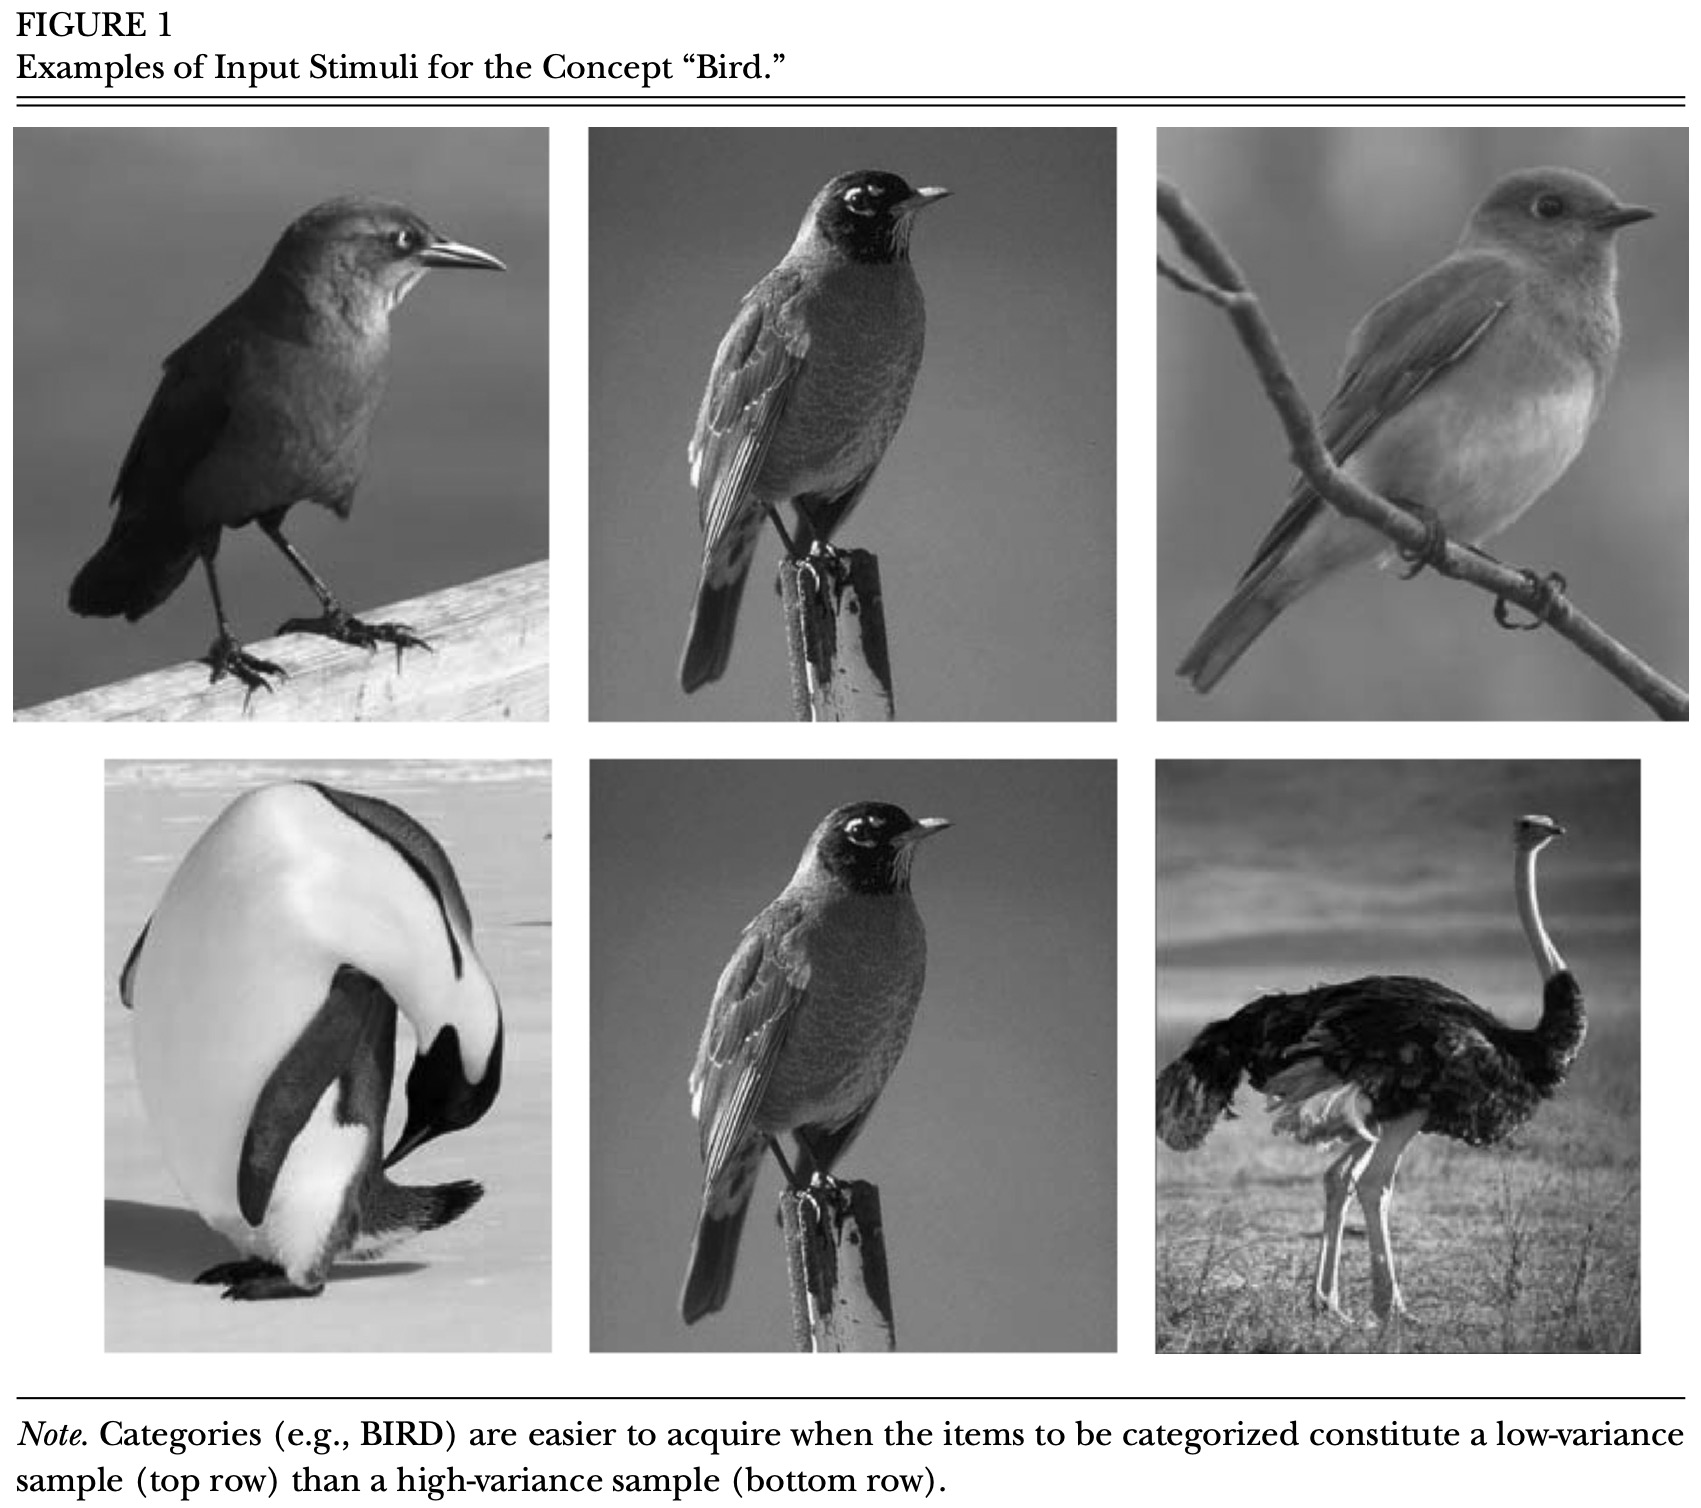 FIGURE 1
Examples of Input Stimuli for the Concept “Bird.”
Note. Categories (e.g., BIRD) are easier to acquire when the items to be categorized constitute a low-variance
sample (top row) than a high-variance sample (bottom row).